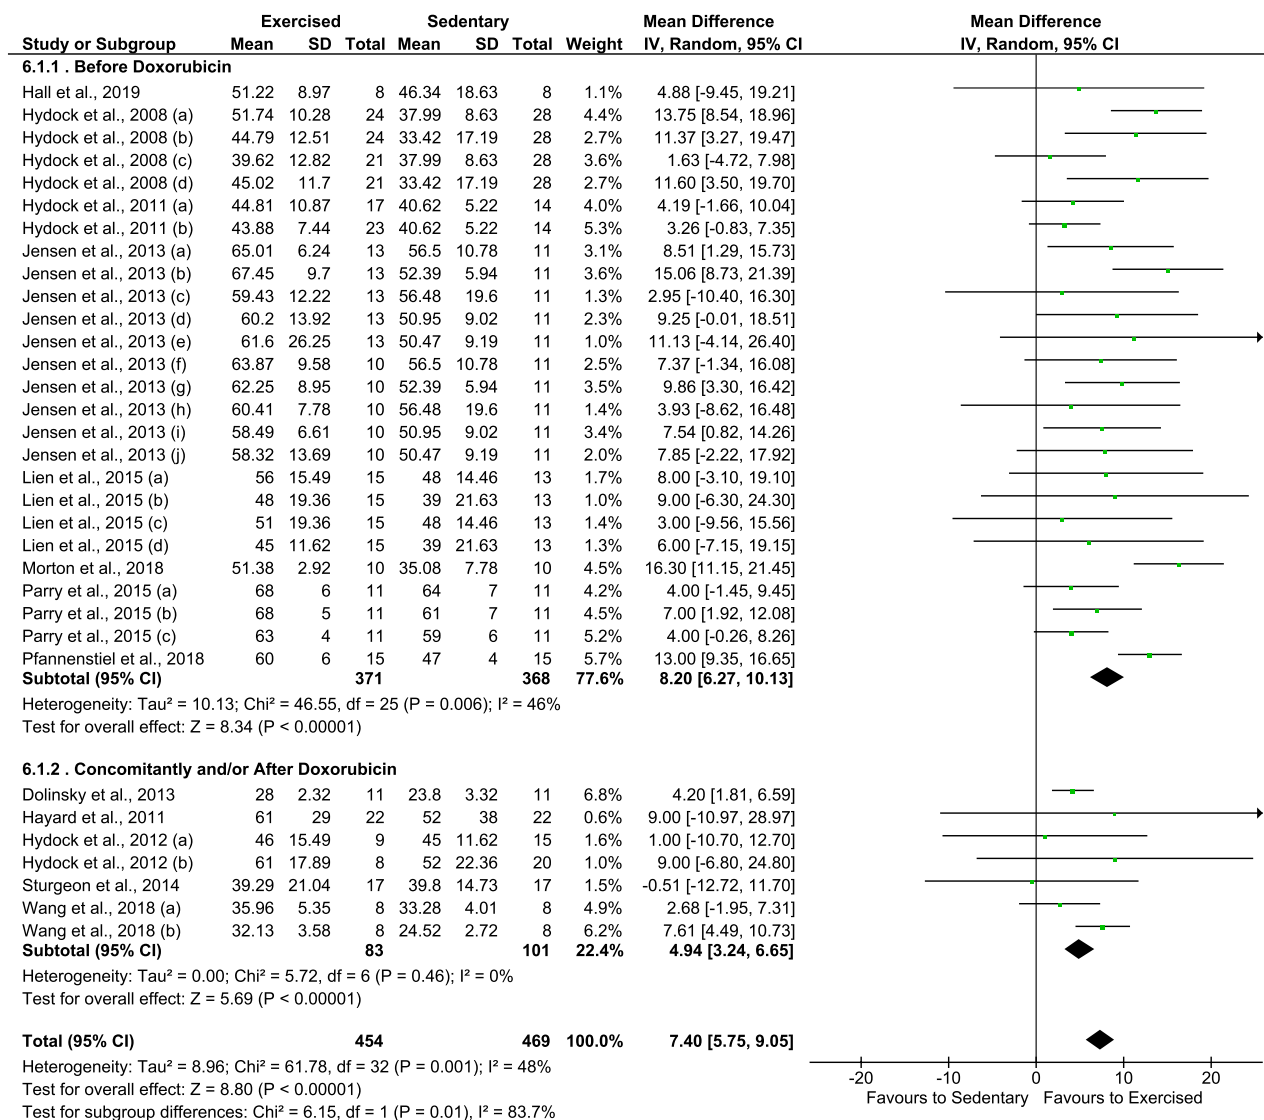 Exercised Sedentary Mean Difference Mean Difference
Study or Subgroup Mean SD Total Mean SD Total Weight IV, Random, 95% CI IV, Random, 95% CI
6.1.1 . Before Doxorubicin
Hall et al., 2019 51.22 8.97 8 46.34 18.63 8 1.1% 4.88 [-9.45, 19.21]
Hydock et al., 2008 (a) 51.74 10.28 24 37.99 8.63 28 4.4% 13.75 [8.54, 18.96]
Hydock et al., 2008 (b) 44.79 12.51 24 33.42 17.19 28 2.7% 11.37 [3.27, 19.47]
Hydock et al., 2008 (c) 39.62 12.82 21 37.99 8.63 28 3.6% 1.63 [-4.72, 7.98]
Hydock et al., 2008 (d) 45.02 11.7 21 33.42 17.19 28 2.7% 11.60 [3.50, 19.70]
Hydock et al., 2011 (a) 44.81 10.87 17 40.62 5.22 14 4.0% 4.19 [-1.66, 10.04]
Hydock et al., 2011 (b) 43.88 7.44 23 40.62 5.22 14 5.3% 3.26 [-0.83, 7.35]
Jensen et al., 2013 (a) 65.01 6.24 13 56.5 10.78 11 3.1% 8.51 [1.29, 15.73]
Jensen et al., 2013 (b) 67.45 9.7 13 52.39 5.94 11 3.6% 15.06 [8.73, 21.39]
Jensen et al., 2013 (c) 59.43 12.22 13 56.48 19.6 11 1.3% 2.95 [-10.40, 16.30]
Jensen et al., 2013 (d) 60.2 13.92 13 50.95 9.02 11 2.3% 9.25 [-0.01, 18.51]
Jensen et al., 2013 (e) 61.6 26.25 13 50.47 9.19 11 1.0% 11.13 [-4.14, 26.40]
Jensen et al., 2013 (f) 63.87 9.58 10 56.5 10.78 11 2.5% 7.37 [-1.34, 16.08]
Jensen et al., 2013 (g) 62.25 8.95 10 52.39 5.94 11 3.5% 9.86 [3.30, 16.42]
Jensen et al., 2013 (h) 60.41 7.78 10 56.48 19.6 11 1.4% 3.93 [-8.62, 16.48]
Jensen et al., 2013 (i) 58.49 6.61 10 50.95 9.02 11 3.4% 7.54 [0.82, 14.26]
Jensen et al., 2013 (j) 58.32 13.69 10 50.47 9.19 11 2.0% 7.85 [-2.22, 17.92]
Lien et al., 2015 (a) 56 15.49 15 48 14.46 13 1.7% 8.00 [-3.10, 19.10]
Lien et al., 2015 (b) 48 19.36 15 39 21.63 13 1.0% 9.00 [-6.30, 24.30]
Lien et al., 2015 (c) 51 19.36 15 48 14.46 13 1.4% 3.00 [-9.56, 15.56]
Lien et al., 2015 (d) 45 11.62 15 39 21.63 13 1.3% 6.00 [-7.15, 19.15]
Morton et al., 2018 51.38 2.92 10 35.08 7.78 10 4.5% 16.30 [11.15, 21.45]
Parry et al., 2015 (a) 68 6 11 64 7 11 4.2% 4.00 [-1.45, 9.45]
Parry et al., 2015 (b) 68 5 11 61 7 11 4.5% 7.00 [1.92, 12.08]
Parry et al., 2015 (c) 63 4 11 59 6 11 5.2% 4.00 [-0.26, 8.26]
Pfannenstiel et al., 2018 60 6 15 47 4 15 5.7% 13.00 [9.35, 16.65]
Subtotal (95% CI) 371 368 77.6% 8.20 [6.27, 10.13]
Heterogeneity: Tau² = 10.13; Chi² = 46.55, df = 25 (P = 0.006); I² = 46%
Test for overall effect: Z = 8.34 (P < 0.00001)
6.1.2 . Concomitantly and/or After Doxorubicin
Dolinsky et al., 2013 28 2.32 11 23.8 3.32 11 6.8% 4.20 [1.81, 6.59]
Hayard et al., 2011 61 29 22 52 38 22 0.6% 9.00 [-10.97, 28.97]
Hydock et al., 2012 (a) 46 15.49 9 45 11.62 15 1.6% 1.00 [-10.70, 12.70]
Hydock et al., 2012 (b) 61 17.89 8 52 22.36 20 1.0% 9.00 [-6.80, 24.80]
Sturgeon et al., 2014 39.29 21.04 17 39.8 14.73 17 1.5% -0.51 [-12.72, 11.70]
Wang et al., 2018 (a) 35.96 5.35 8 33.28 4.01 8 4.9% 2.68 [-1.95, 7.31]
Wang et al., 2018 (b) 32.13 3.58 8 24.52 2.72 8 6.2% 7.61 [4.49, 10.73]
Subtotal (95% CI) 83 101 22.4% 4.94 [3.24, 6.65]
Heterogeneity: Tau² = 0.00; Chi² = 5.72, df = 6 (P = 0.46); I² = 0%
Test for overall effect: Z = 5.69 (P < 0.00001)
Total (95% CI) 454 469 100.0% 7.40 [5.75, 9.05]
Heterogeneity: Tau² = 8.96; Chi² = 61.78, df = 32 (P = 0.001); I² = 48%
Test for overall effect: Z = 8.80 (P < 0.00001)
Test for subgroup differences: Chi² = 6.15, df = 1 (P = 0.01), I² = 83.7%
-20 -10 0 10 20
Favours to Sedentary Favours to Exercised